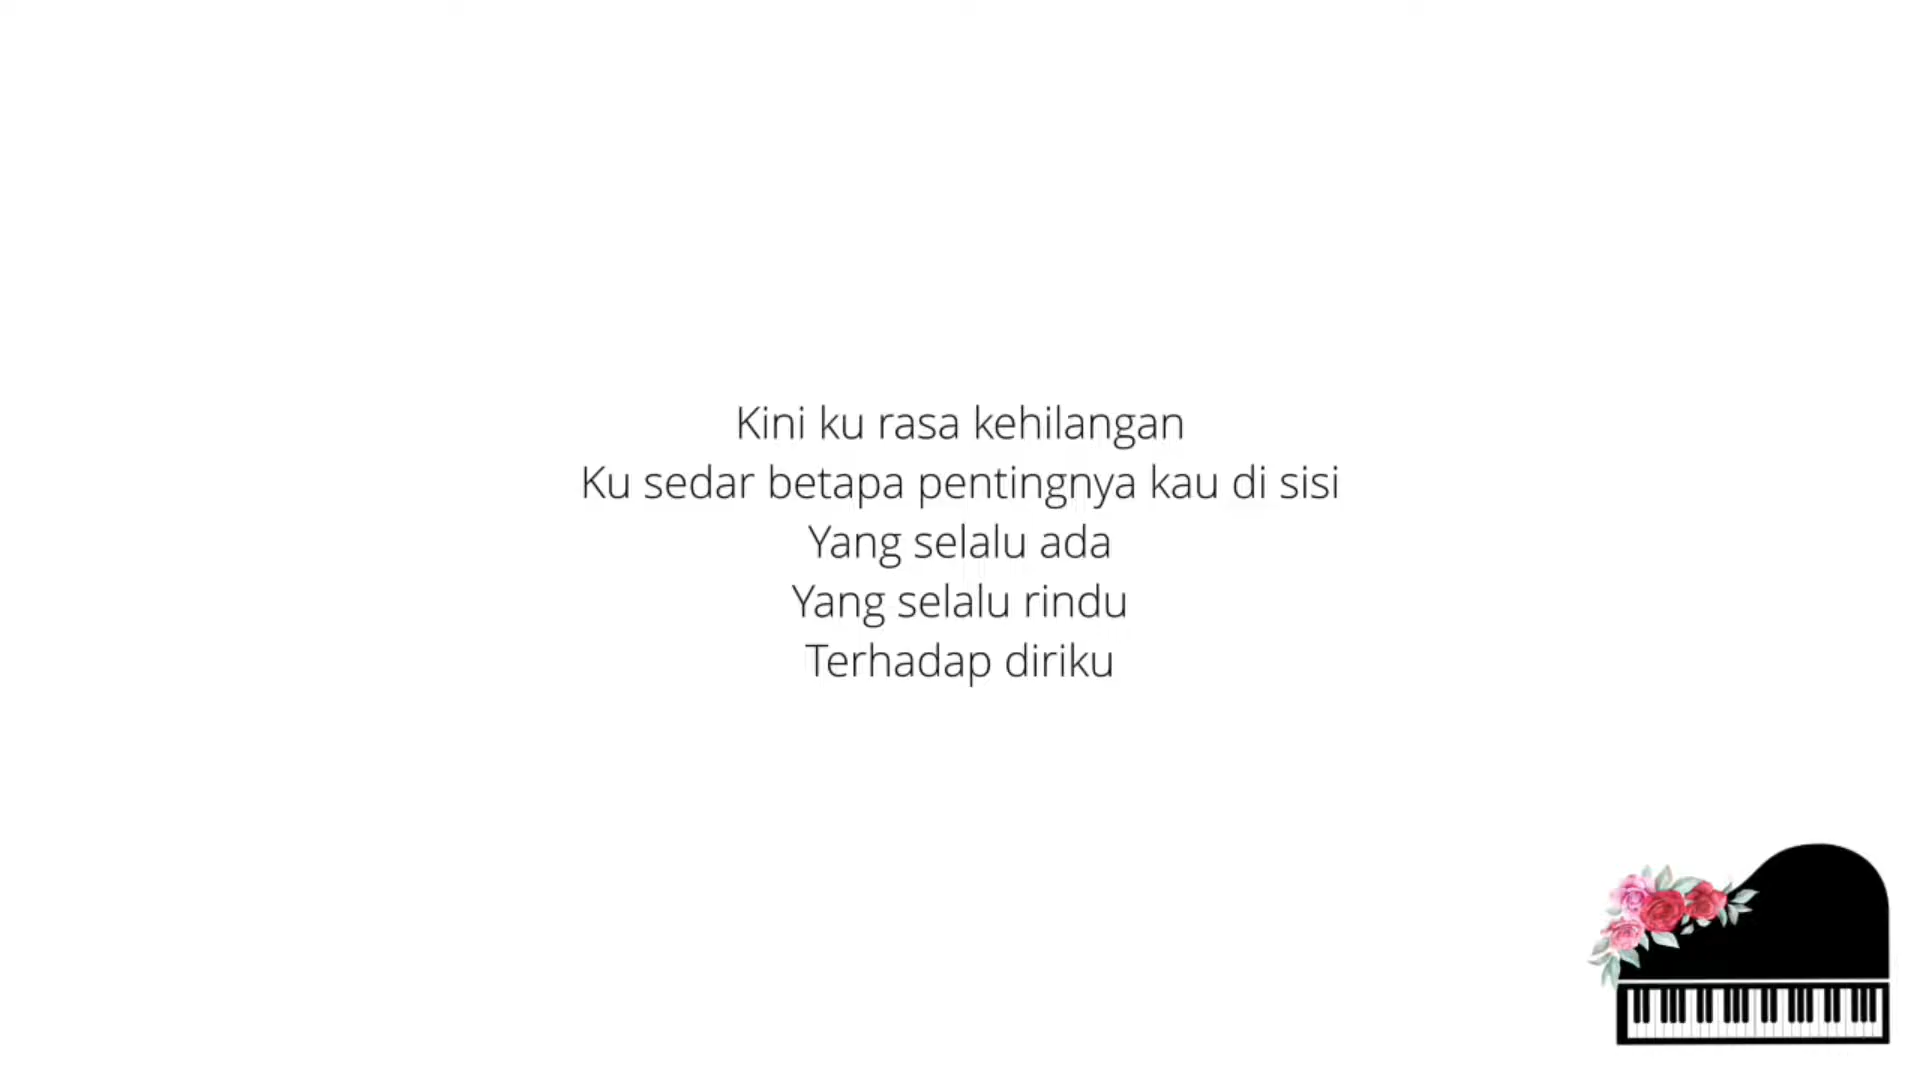 Kini ku rasa kehilangan
Ku sedar betapa pentingnya kau di sisi
Yang selalu ada
Yang selalu rindu
Terhadap diriku